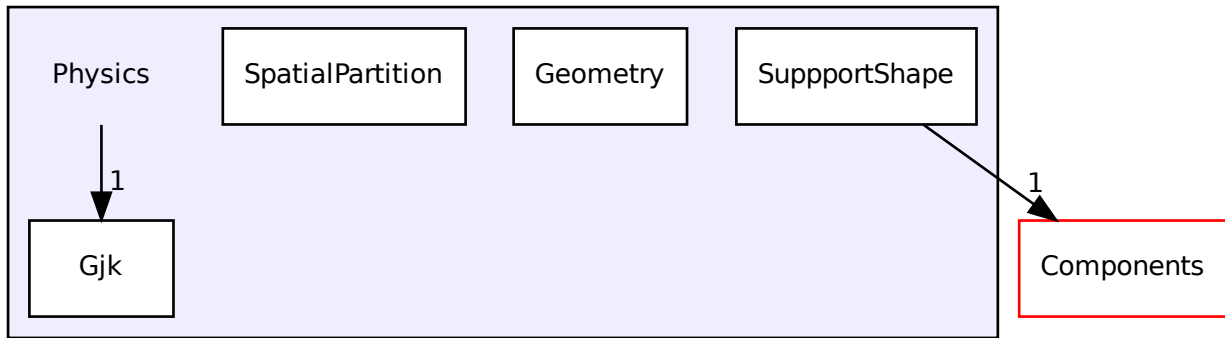 Physics
SpatialPartition
Geometry
SuppportShape
1
1
Gjk
Components